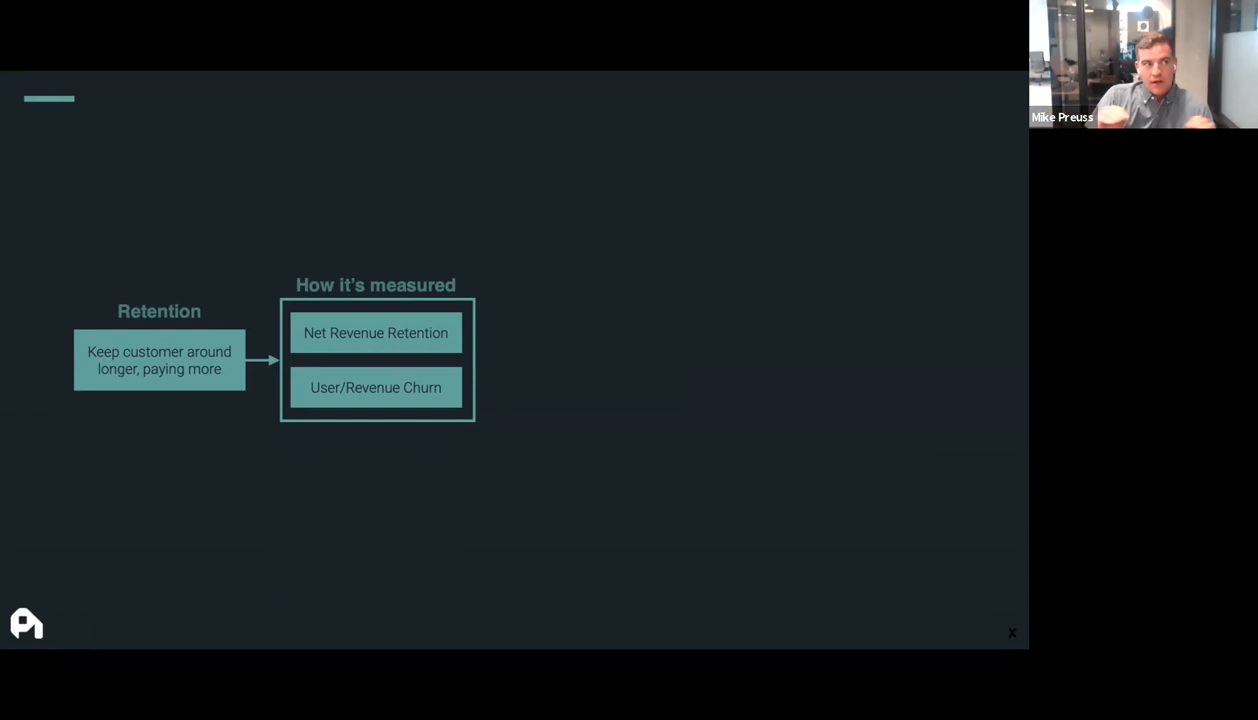 Mike Preuss
How it's measured
Retention
Net Revenue Retention
Keep customer around
longer, paying more
User/Revenue Churn
x